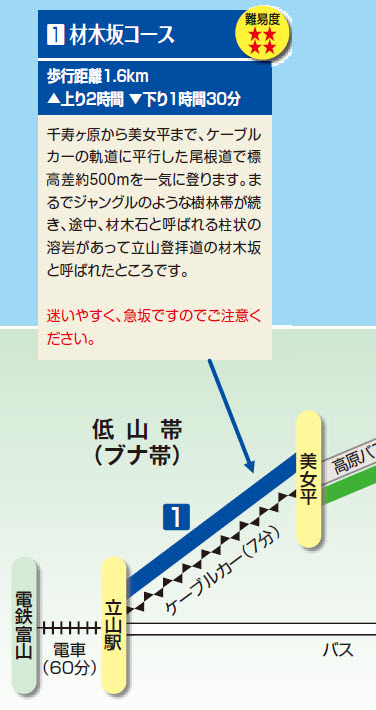 1 材木坂コース
難易度
★★
★★
歩行距離1.6km
▲上り2時間 ▼下り1時間30分
千寿ヶ原から美女平まで、ケーブル
カーの軌道に平行した尾根道で標
高差約500mを一気に登ります。ま
るでジャングルのような樹林帯が続
き、途中、材木石と呼ばれる柱状の
溶岩があって立山登拝道の材木坂
と呼ばれたところです。
迷いやすく、急坂ですのでご注意く
ださい。
低山帯
（ブナ帯）
美女平
高原バ
1
ケーブルカー（7分）
電鉄富山
立山駅
電車
（60分）
バス